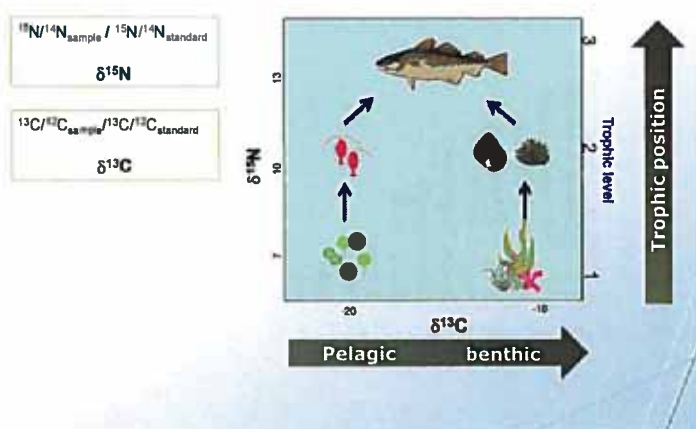 ¹⁵N/¹⁴Nsample / ¹⁵N/¹⁴Nstandard
δ¹⁵N
¹³C/¹²Csample/¹³C/¹²Cstandard
δ¹³C
δ¹⁵N
13
10
7
3
2
1
Trophic level
Trophic position
-20
-10
δ¹³C
Pelagic benthic